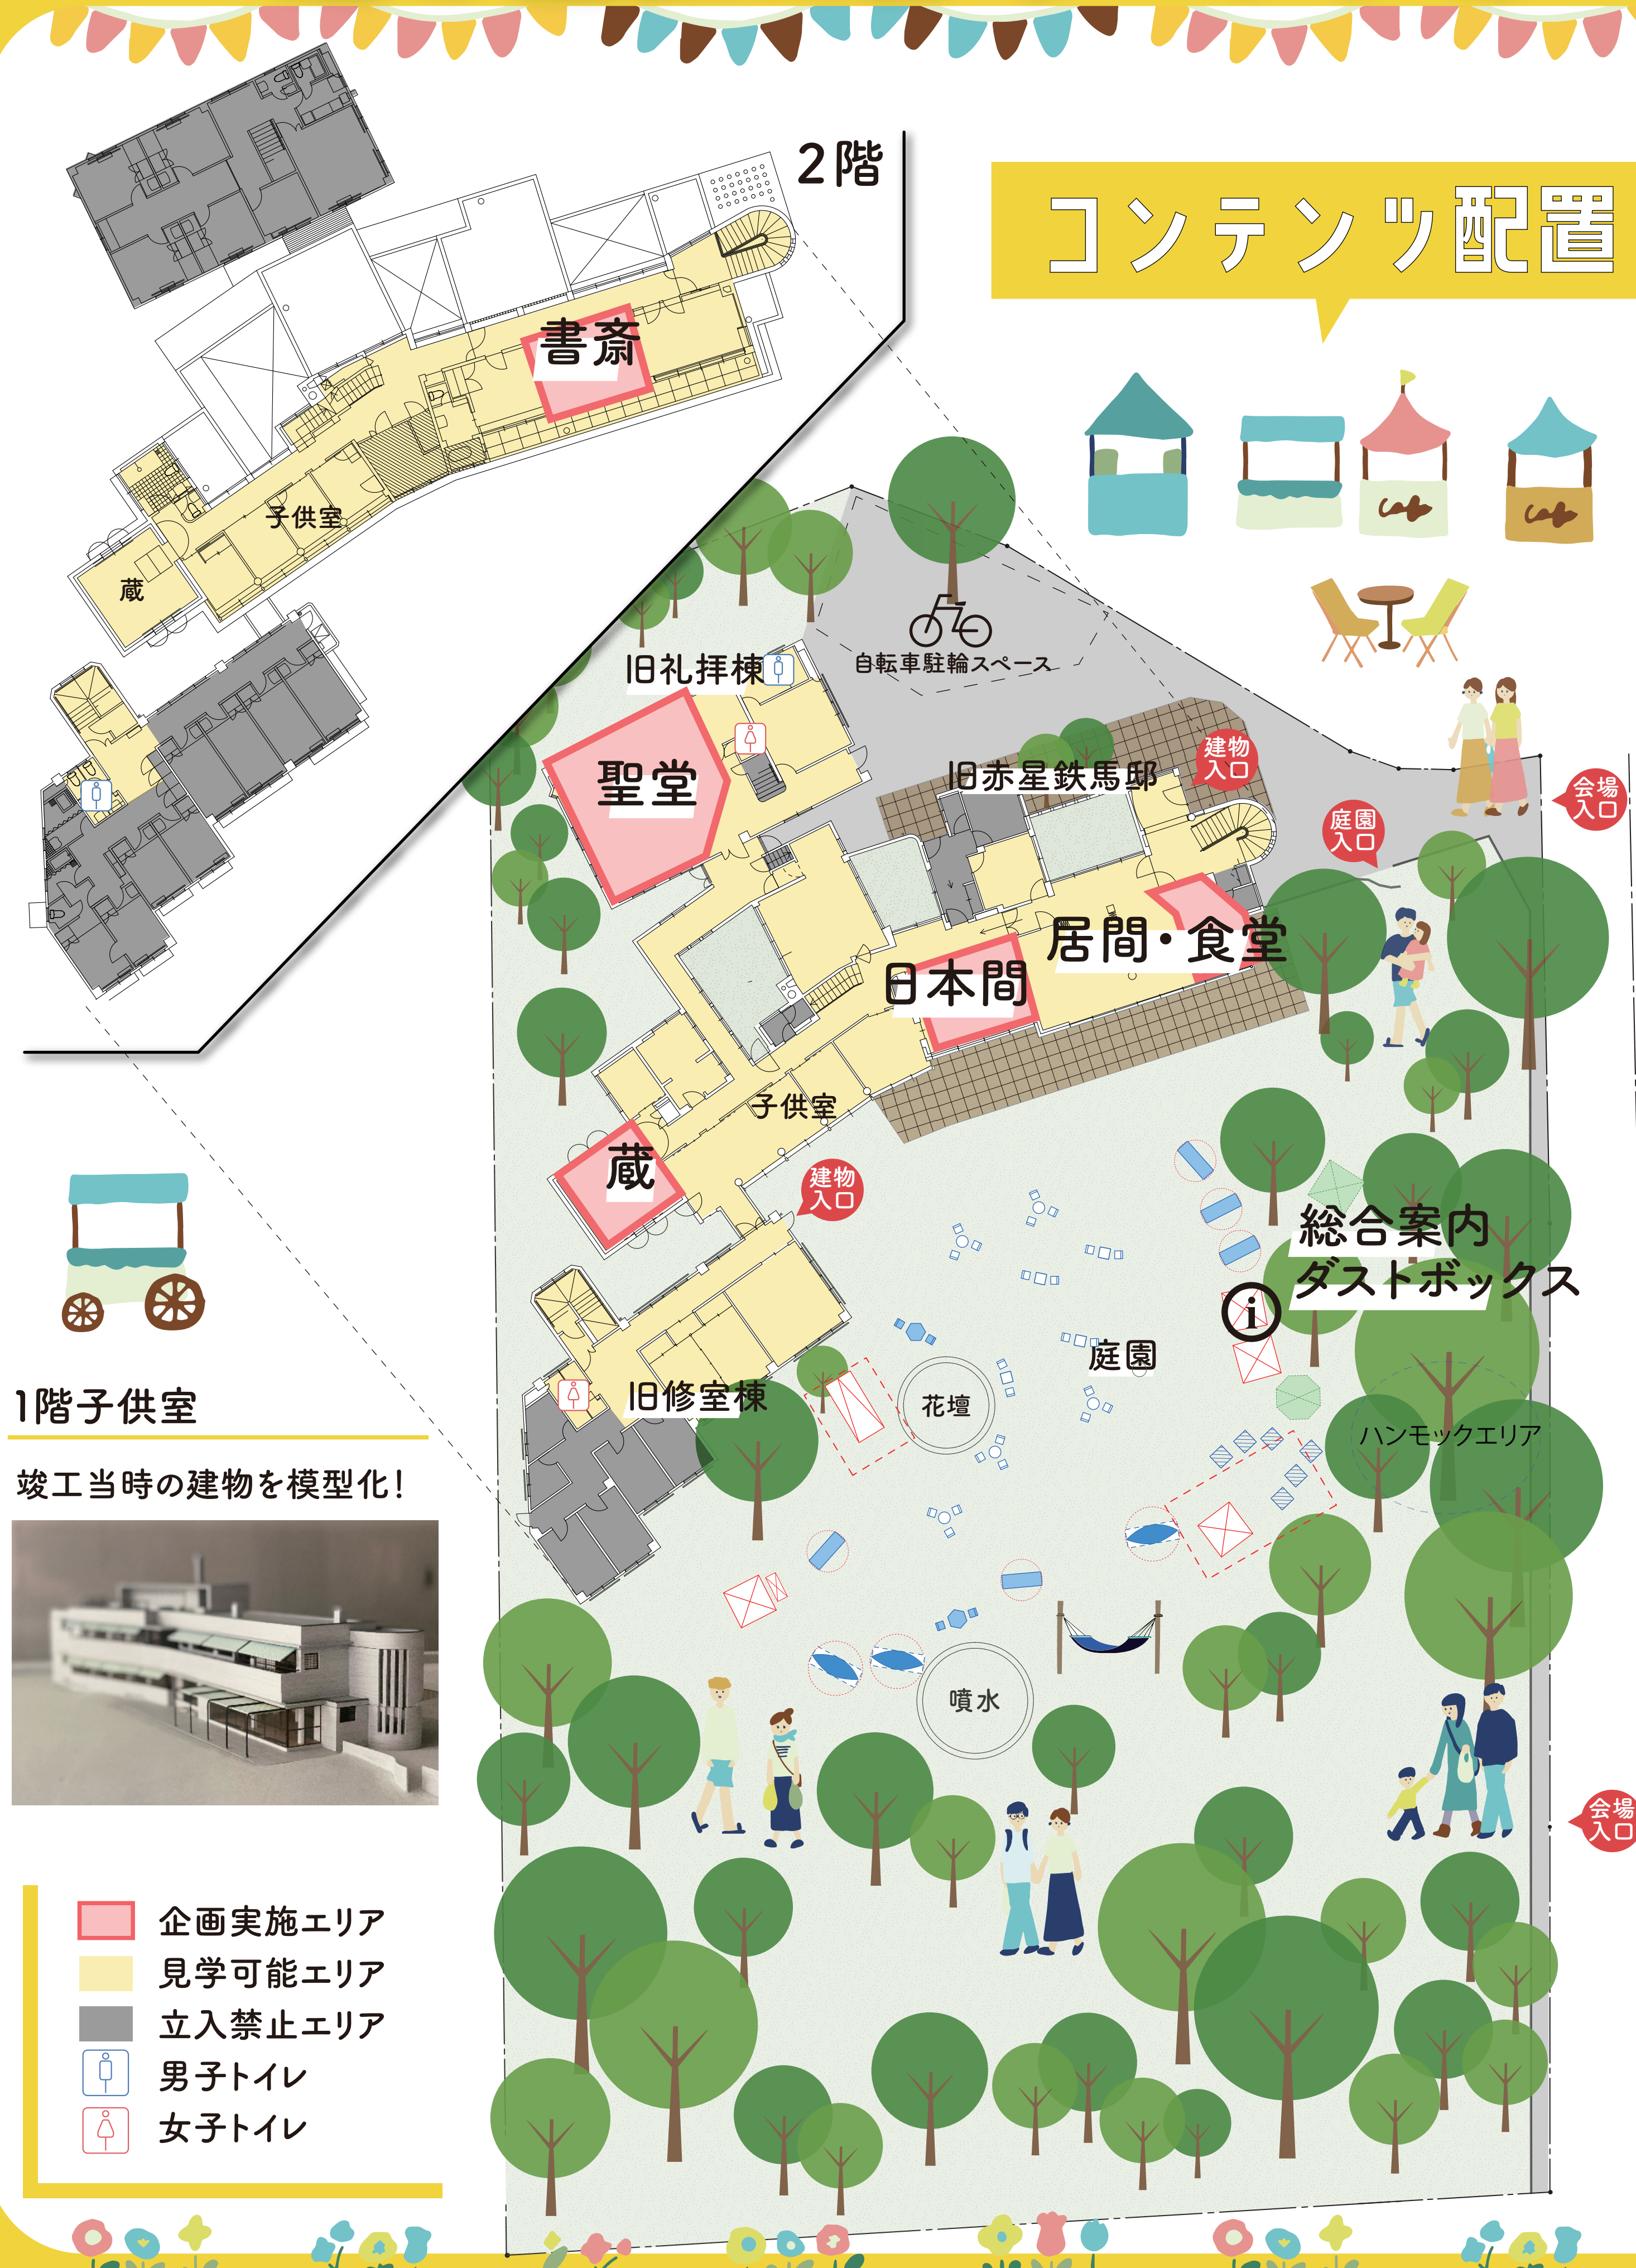 2階
コンテンツ配置
書斎
子供室
蔵
自転車駐輪スペース
旧礼拝棟
聖堂
旧赤星鉄馬邸
建物
入口
会場
入口
庭園
入口
居間・食堂
日本間
子供室
蔵
建物
入口
総合案内
ダストボックス
i
庭園
花壇
旧修室棟
ハンモックエリア
噴水
会場
入口
1階子供室
竣工当時の建物を模型化!
企画実施エリア
見学可能エリア
立入禁止エリア
男子トイレ
女子トイレ